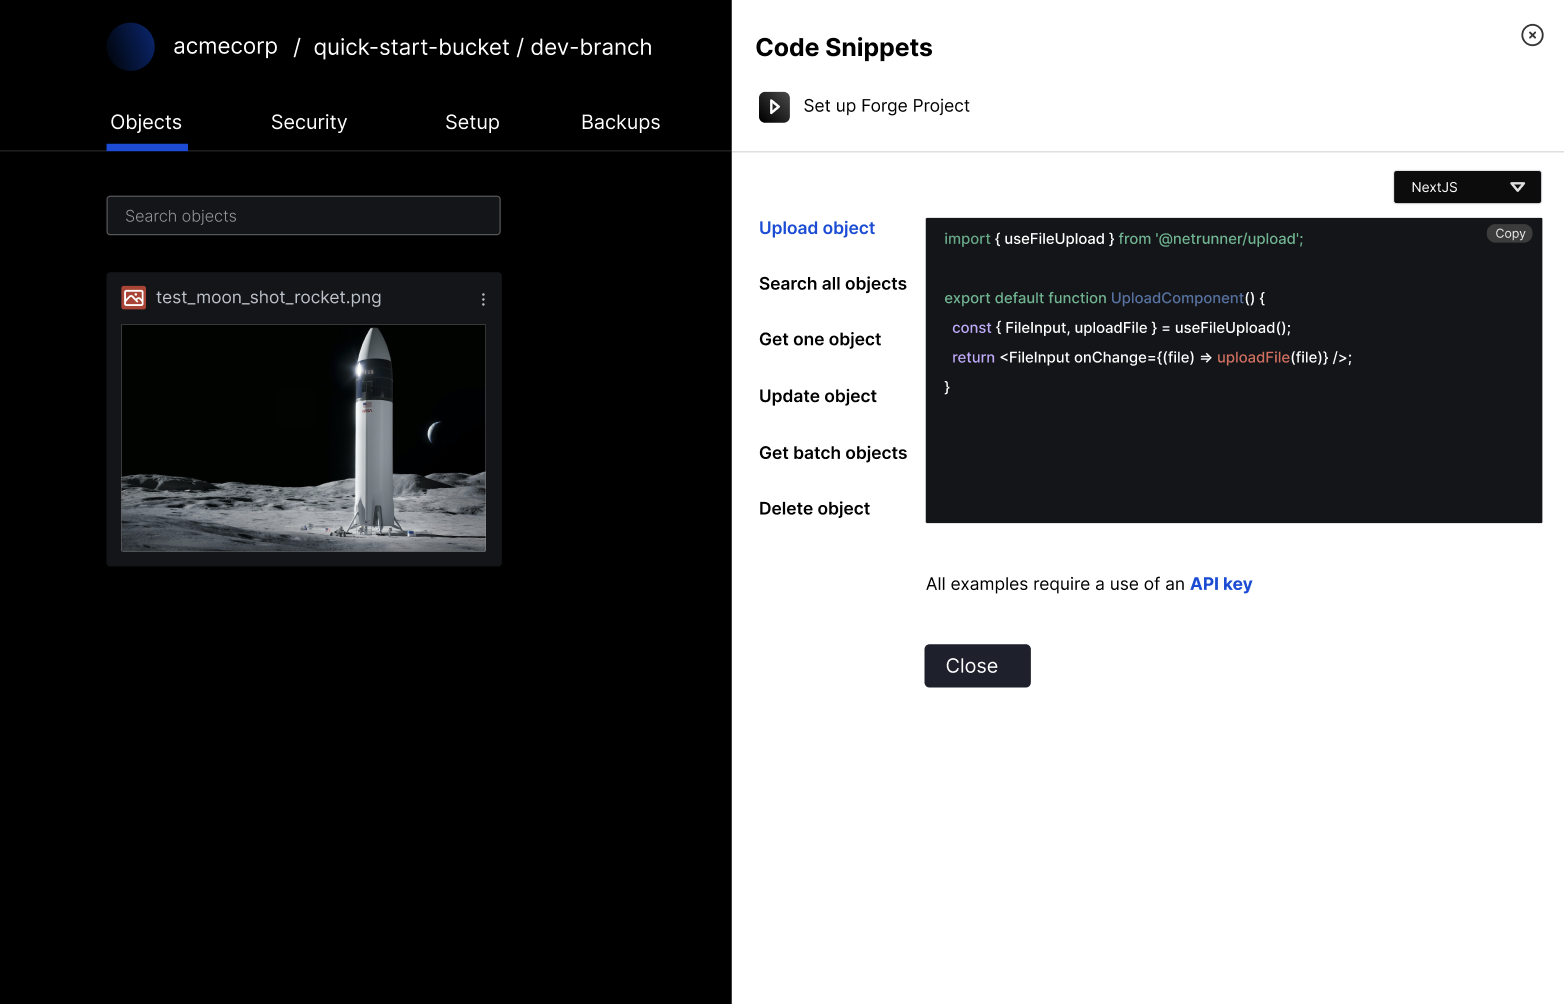 acmecorp / quick-start-bucket / dev-branch
Objects Security Setup Backups
Search objects
test_moon_shot_rocket.png
Code Snippets
Set up Forge Project
NextJS
Upload object
Search all objects
Get one object
Update object
Get batch objects
Delete object
Copy
import { useFileUpload } from '@netrunner/upload';
export default function UploadComponent() {
const { FileInput, uploadFile } = useFileUpload();
return <FileInput onChange={(file) => uploadFile(file)} />;
}
All examples require a use of an API key
Close